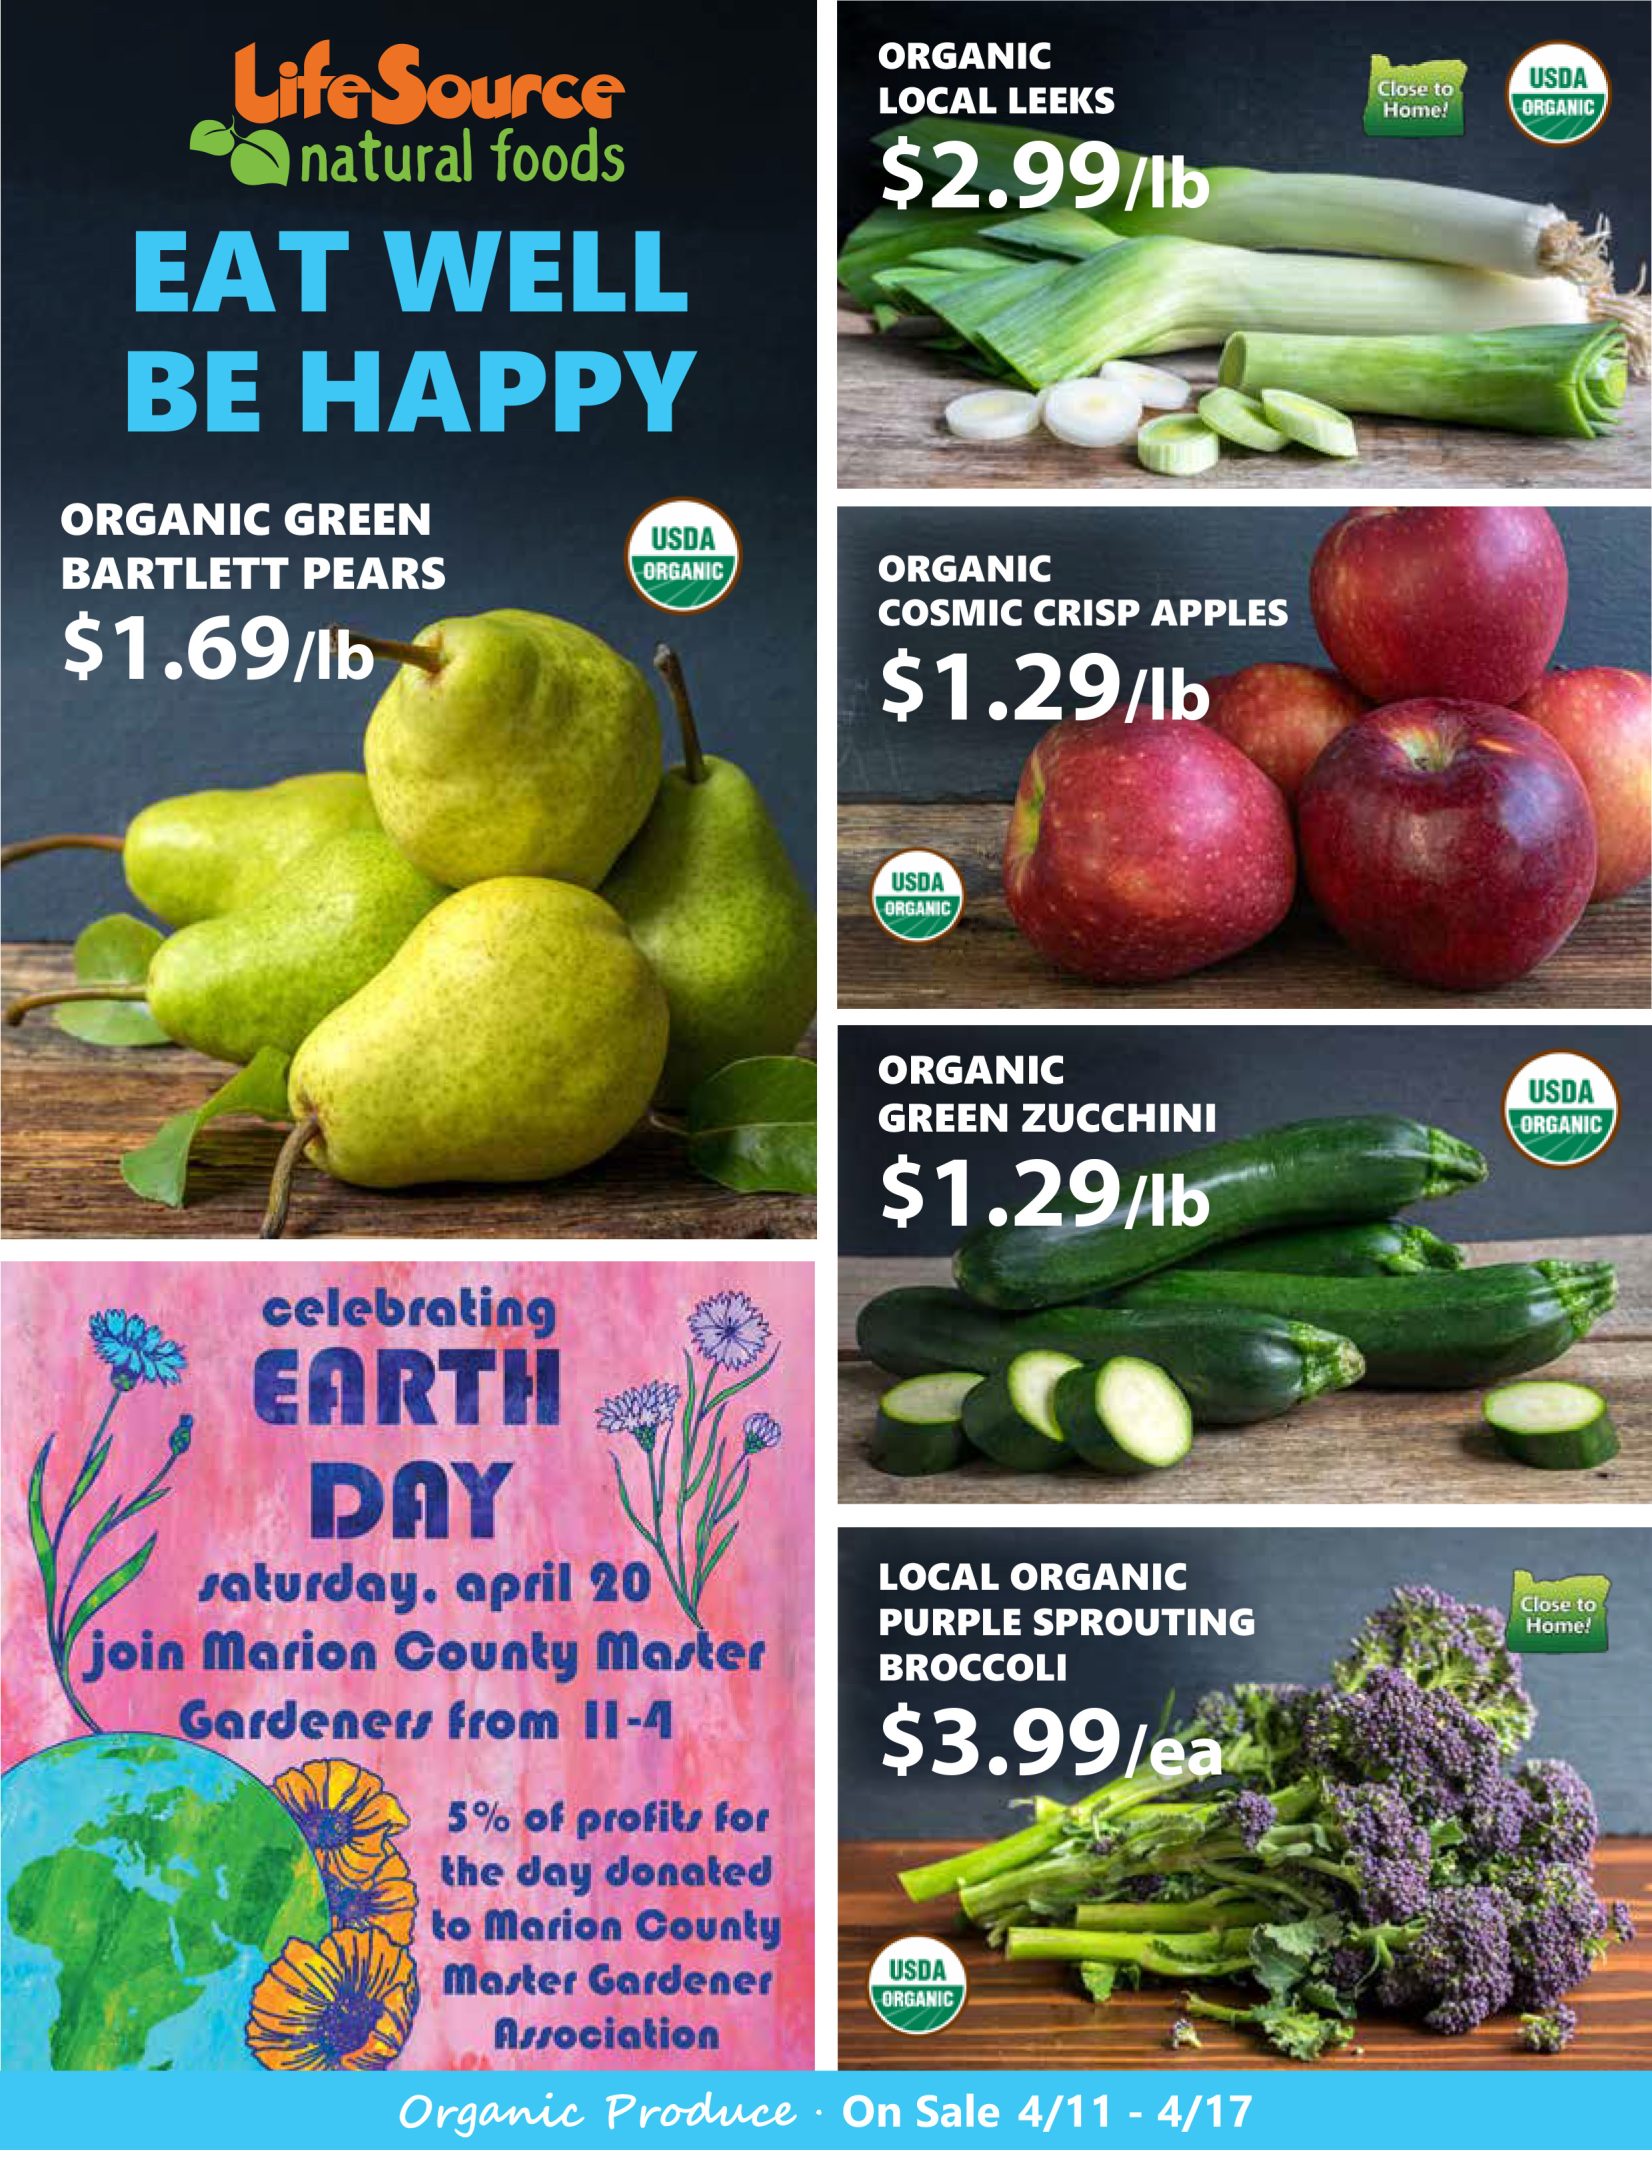 LifeSource
natural foods
EAT WELL
BE HAPPY
ORGANIC GREEN
BARTLETT PEARS
$1.69/lb
USDA
ORGANIC
celebrating
EARTH
DAY
saturday, april 20
join Marion County Master
Gardeners from 11-4
5% of profits for
the day donated
to Marion County
Master Gardener
Association
ORGANIC
LOCAL LEEKS
$2.99/lb
Close to
Home!
USDA
ORGANIC
ORGANIC
COSMIC CRISP APPLES
$1.29/lb
USDA
ORGANIC
ORGANIC
GREEN ZUCCHINI
$1.29/lb
USDA
ORGANIC
LOCAL ORGANIC
PURPLE SPROUTING
BROCCOLI
$3.99/ea
Close to
Home!
USDA
ORGANIC
Organic Produce · On Sale 4/11 - 4/17